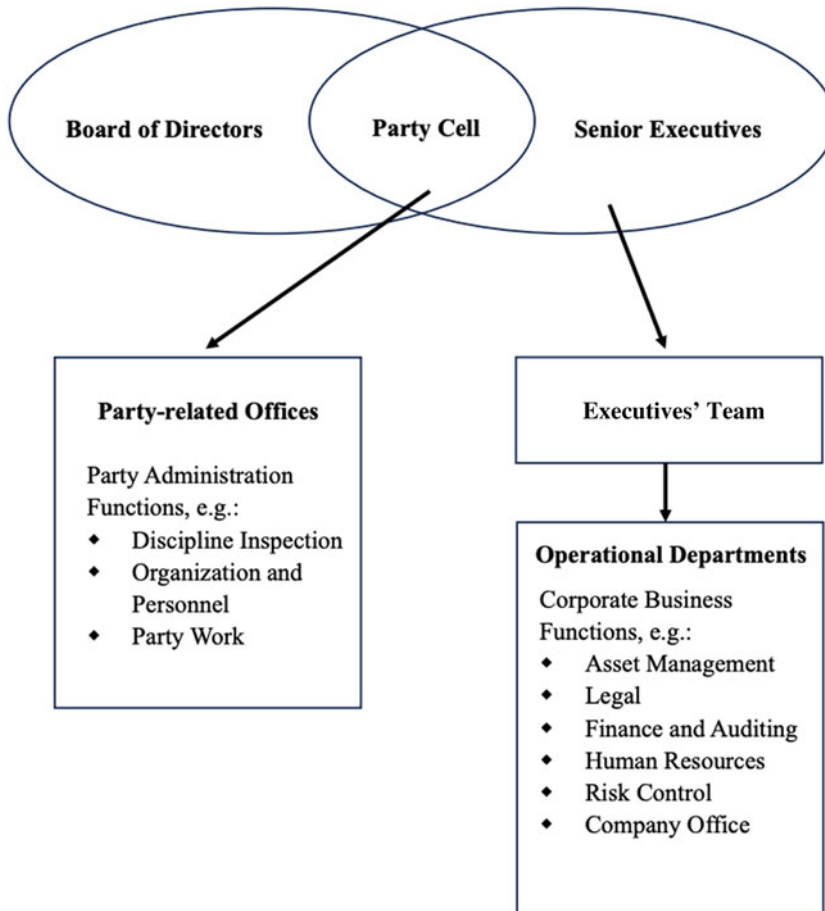 Board of Directors
Party Cell
Senior Executives
Party-related Offices
Party Administration
Functions, e.g.:
◆ Discipline Inspection
◆ Organization and
Personnel
◆ Party Work
Executives’ Team
Operational Departments
Corporate Business
Functions, e.g.:
◆ Asset Management
◆ Legal
◆ Finance and Auditing
◆ Human Resources
◆ Risk Control
◆ Company Office